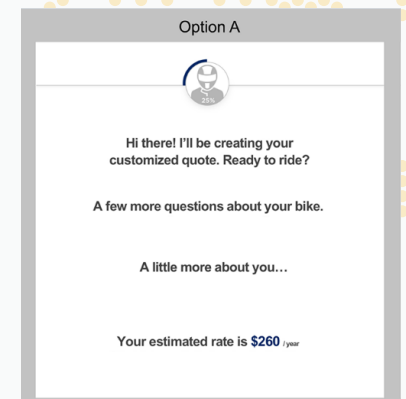 Option A
25%
Hi there! I'll be creating your
customized quote. Ready to ride?
A few more questions about your bike.
A little more about you…
Your estimated rate is $260 / year